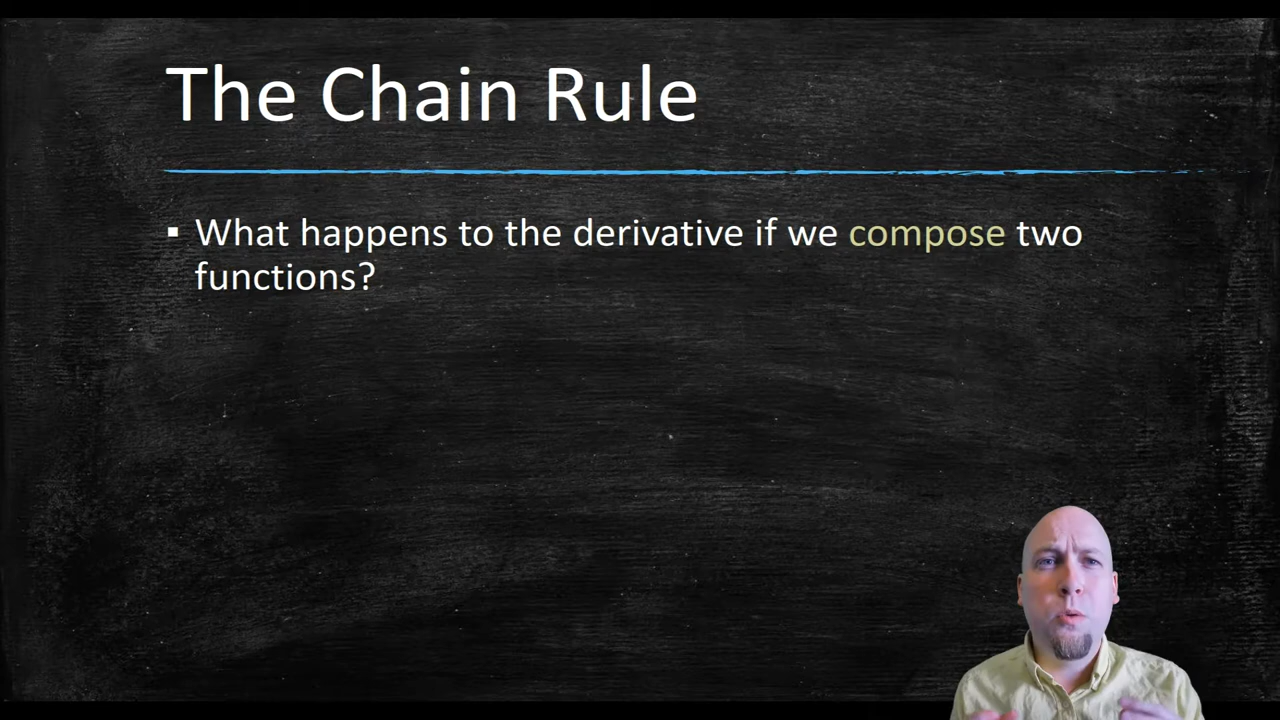 The Chain Rule
▪ What happens to the derivative if we compose two
functions?